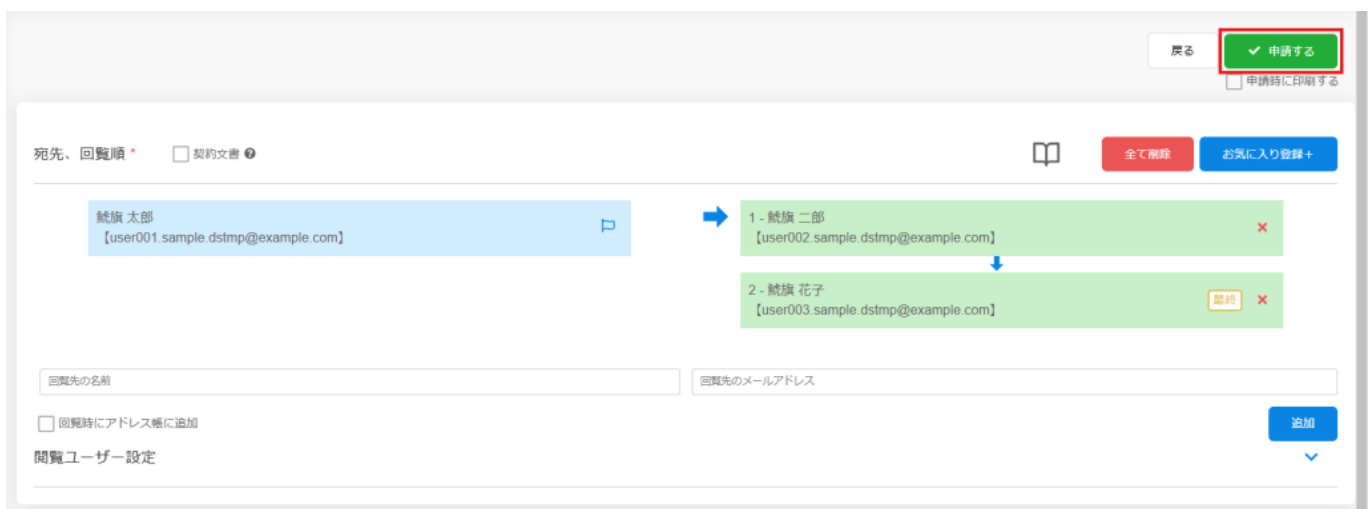 戻る
申請する
申請時に印刷する
宛先、回覧順*
契約文書
全て削除
お気に入り登録+
鯱旗 太郎
【user001.sample.dstmp@example.com】
1 - 鯱旗 二郎
【user002.sample.dstmp@example.com】
2 - 鯱旗 花子
【user003.sample.dstmp@example.com】
最終
回覧先の名前
回覧先のメールアドレス
回覧時にアドレス帳に追加
追加
閲覧ユーザー設定